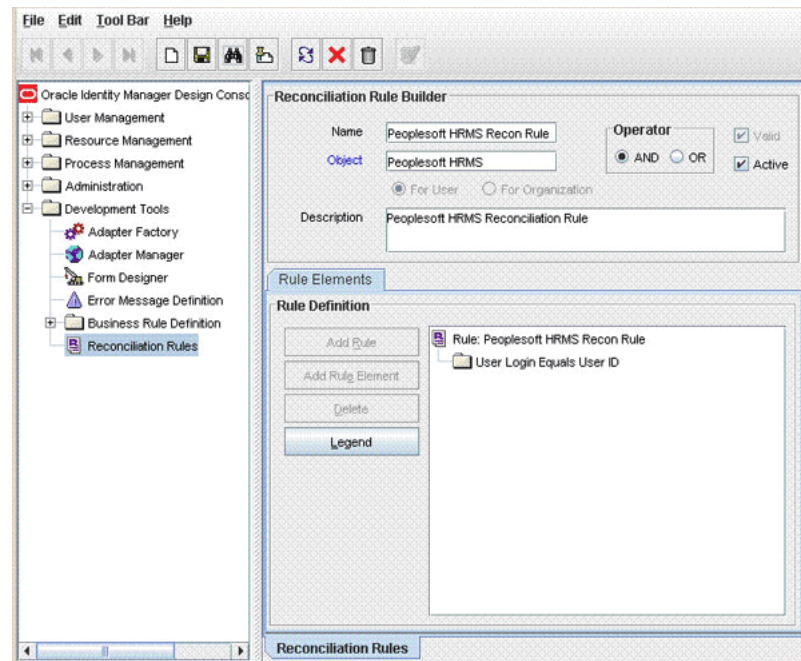 File Edit Tool Bar Help
Oracle Identity Manager Design Consc
User Management
Resource Management
Process Management
Administration
Development Tools
Adapter Factory
Adapter Manager
Form Designer
Error Message Definition
Business Rule Definition
Reconciliation Rules
Reconciliation Rule Builder
Name Peoplesoft HRMS Recon Rule
Object Peoplesoft HRMS
Operator
AND OR
Valid
Active
For User For Organization
Description Peoplesoft HRMS Reconciliation Rule
Rule Elements
Rule Definition
Add Rule
Add Rule Element
Delete
Legend
Rule: Peoplesoft HRMS Recon Rule
User Login Equals User ID
Reconciliation Rules